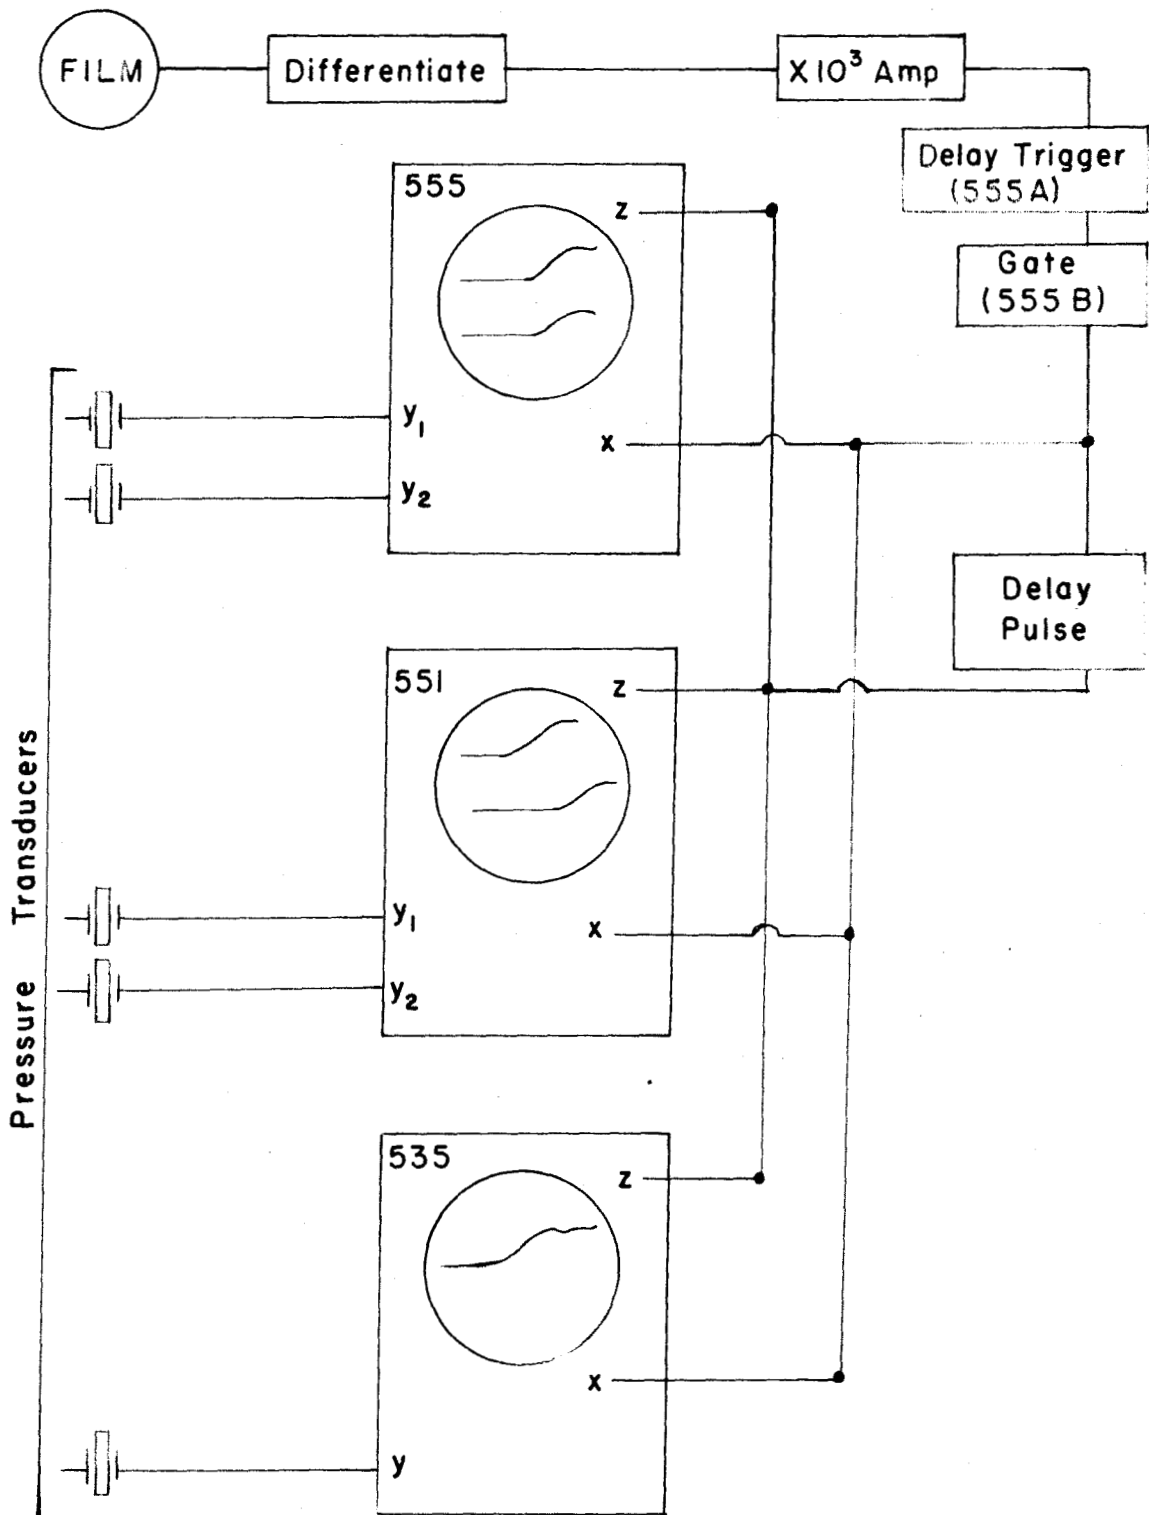 FILM
Differentiate
X10³ Amp
Delay Trigger
(555A)
Gate
(555B)
555
z
y₁
x
y₂
Delay
Pulse
551
z
y₁
x
y₂
Pressure Transducers
535
z
x
y